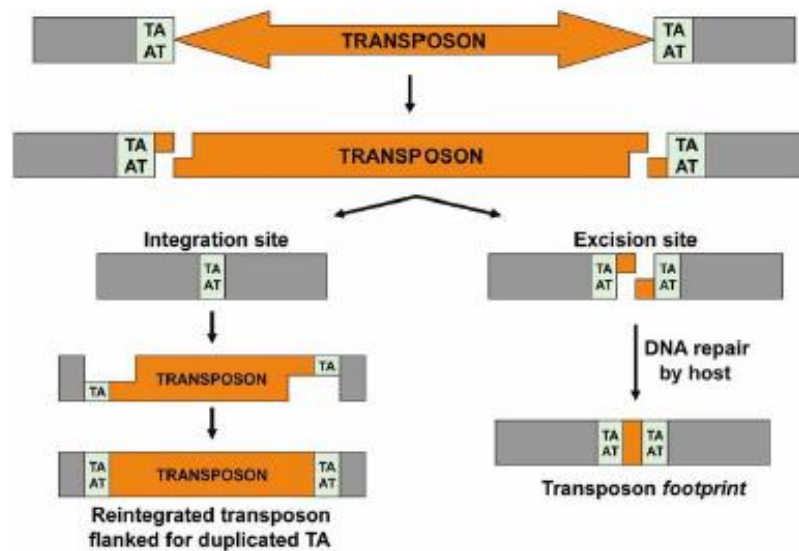 TA TA
AT TRANSPOSON AT
TA TA
AT TRANSPOSON AT
Integration site
TA
AT
TA TRANSPOSON TA
TA TA
AT TRANSPOSON AT
Reintegrated transposon
flanked for duplicated TA
Excision site
TA TA
AT AT
DNA repair
by host
TA TA
AT AT
Transposon footprint